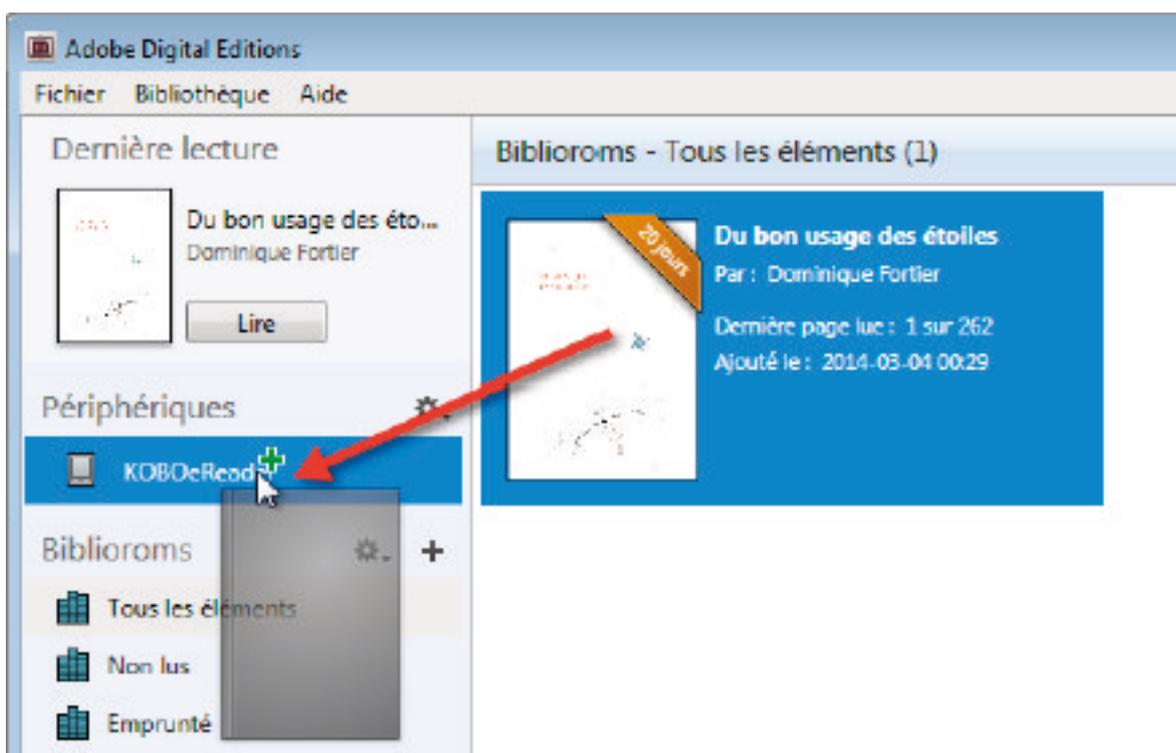 Adobe Digital Editions
Fichier Bibliothèque Aide
Dernière lecture
Du bon usage des éto...
Dominique Fortier
Lire
Périphériques
KOBOeReade
Biblioroms
Tous les éléments
Non lus
Emprunté
Biblioroms - Tous les éléments (1)
20 jours
Du bon usage des étoiles
Par : Dominique Fortier
Dernière page lue : 1 sur 262
Ajouté le : 2014-03-04 00:29